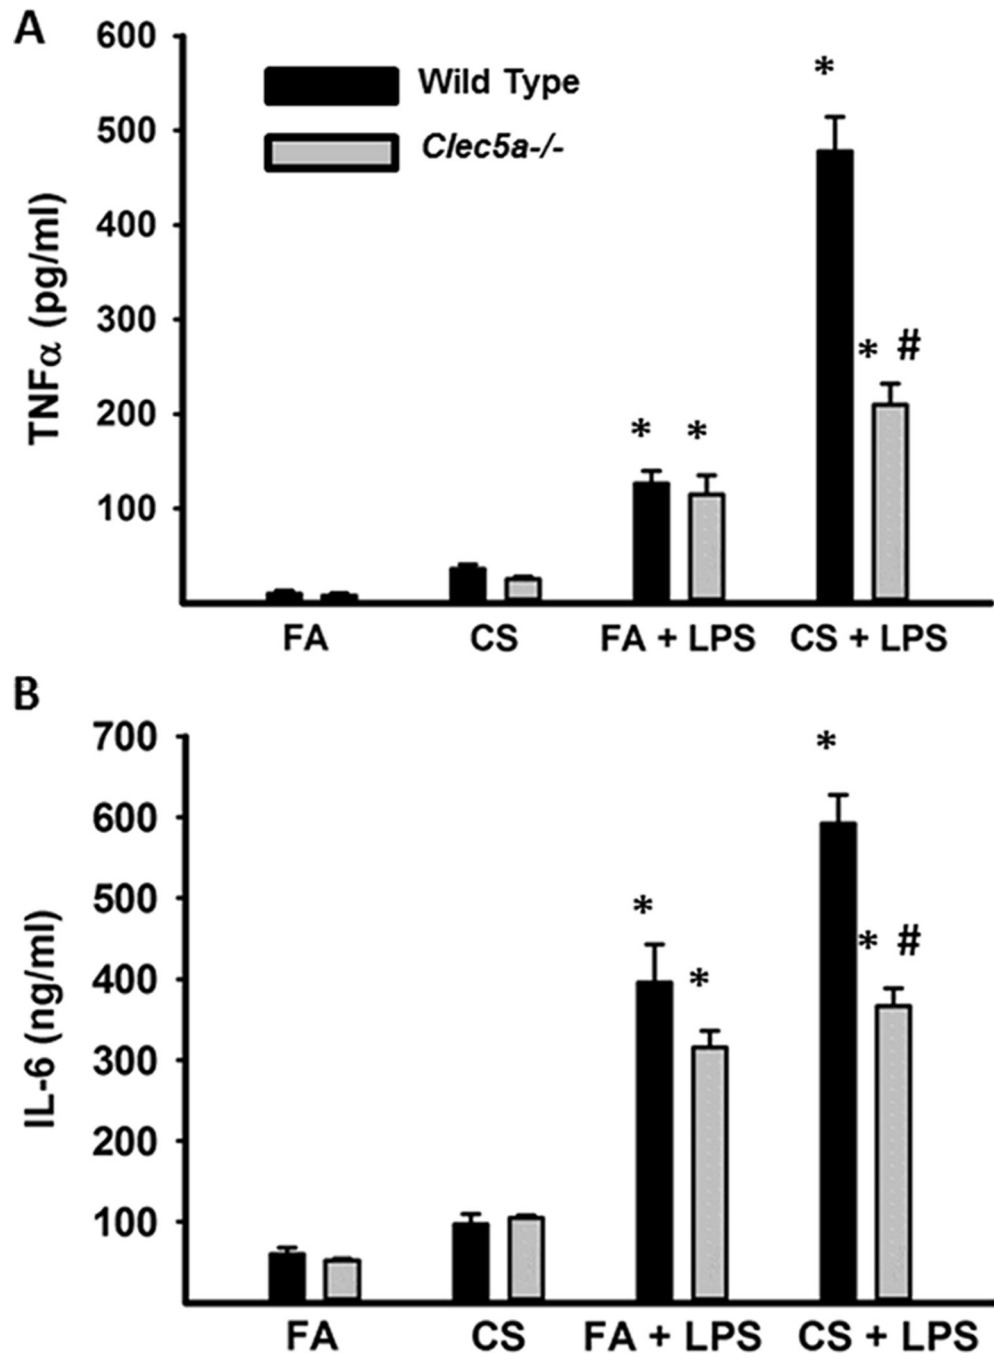 A
600
500
400
300
200
100
TNFα (pg/ml)
Wild Type
Clec5a-/-
*
* #
* *
FA CS FA + LPS CS + LPS
B
700
600
500
400
300
200
100
IL-6 (ng/ml)
*
*
* #
*
FA CS FA + LPS CS + LPS